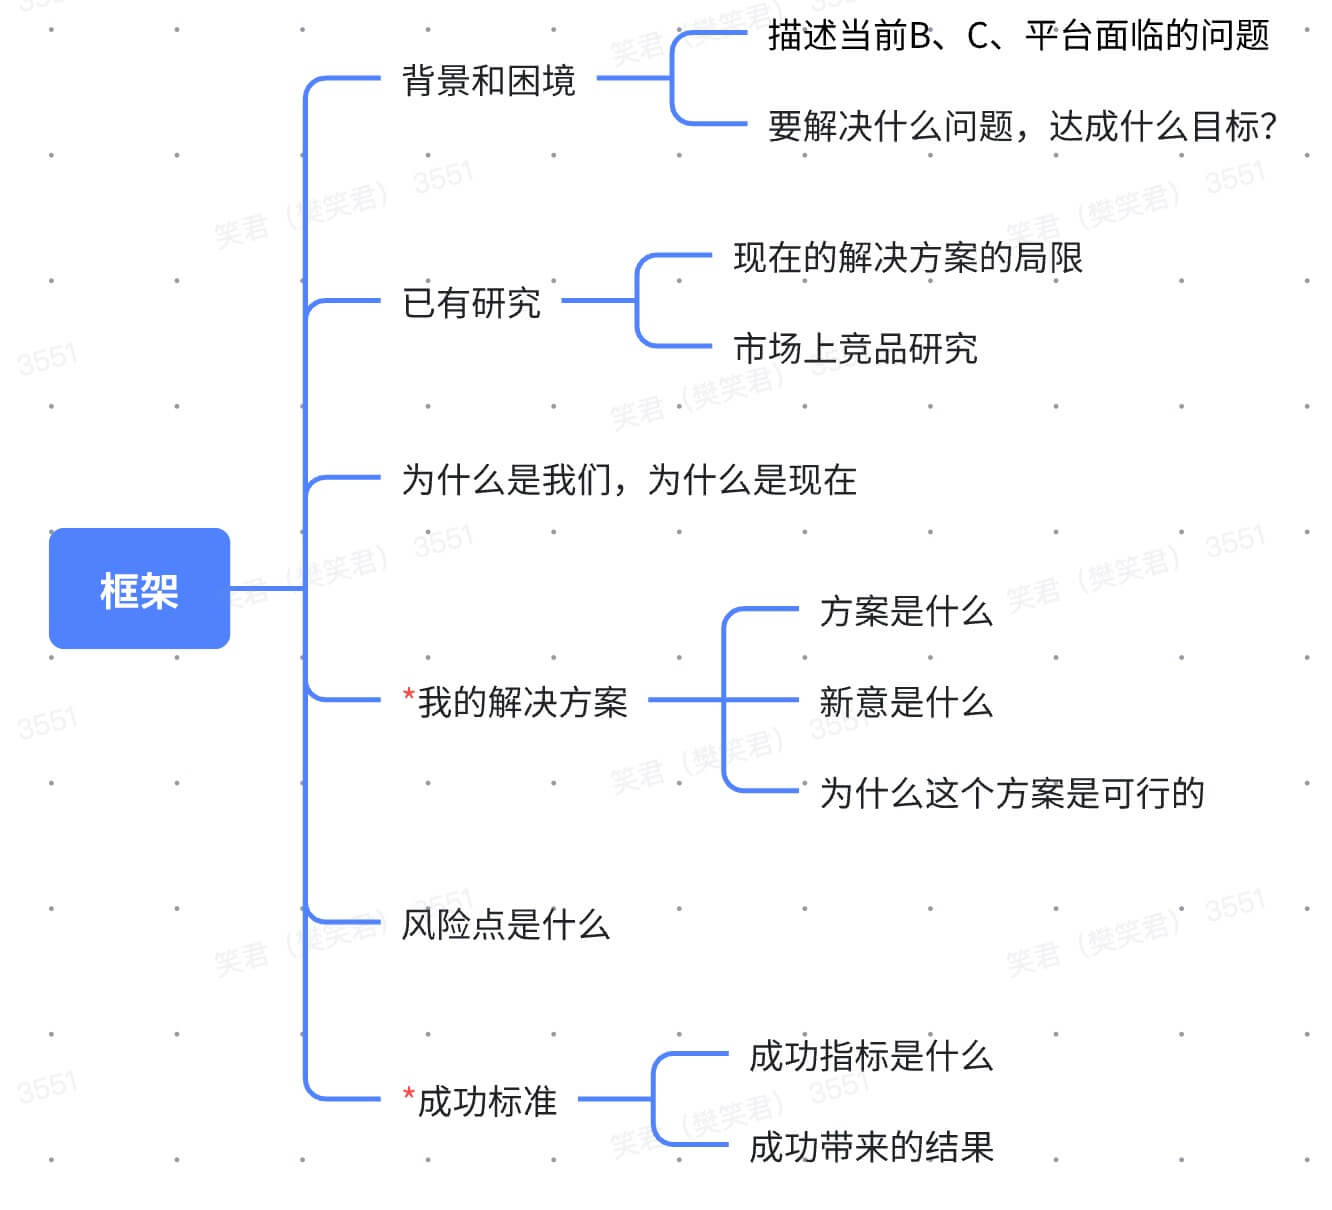 描述当前B、C、平台面临的问题
背景和困境
要解决什么问题，达成什么目标？
现在的解决方案的局限
已有研究
市场上竞品研究
为什么是我们，为什么是现在
框架
方案是什么
*我的解决方案
新意是什么
为什么这个方案是可行的
风险点是什么
成功指标是什么
*成功标准
成功带来的结果
笑君（樊笑君） 3551